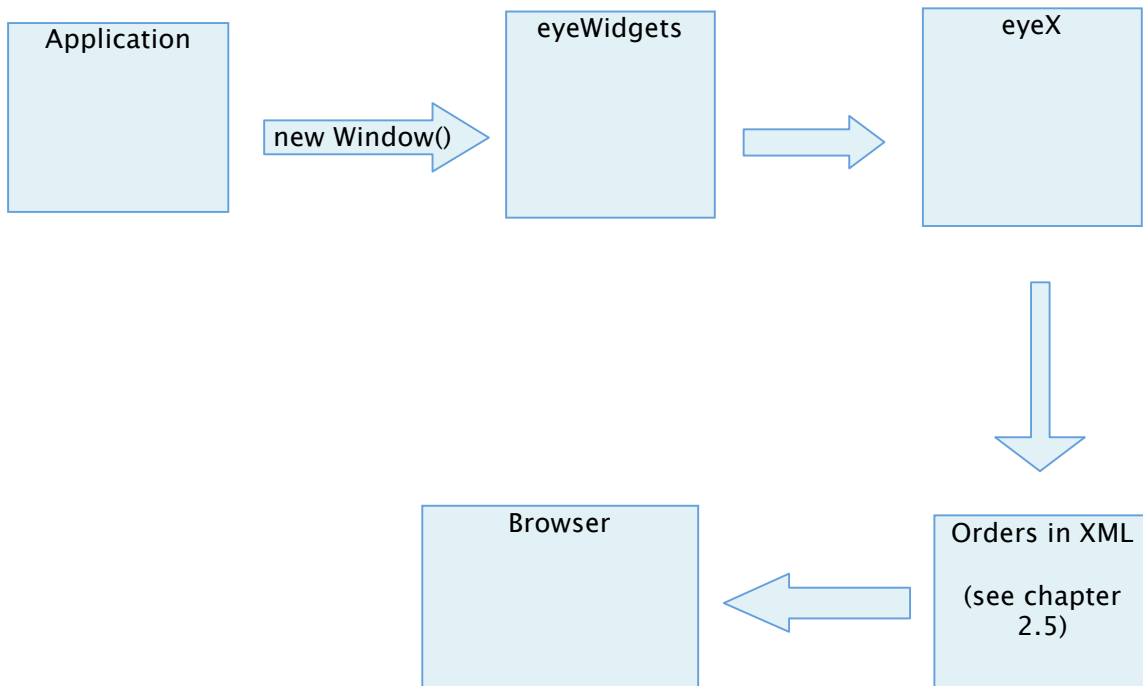 Application
eyeWidgets
eyeX
new Window()
Browser
Orders in XML
(see chapter
2.5)